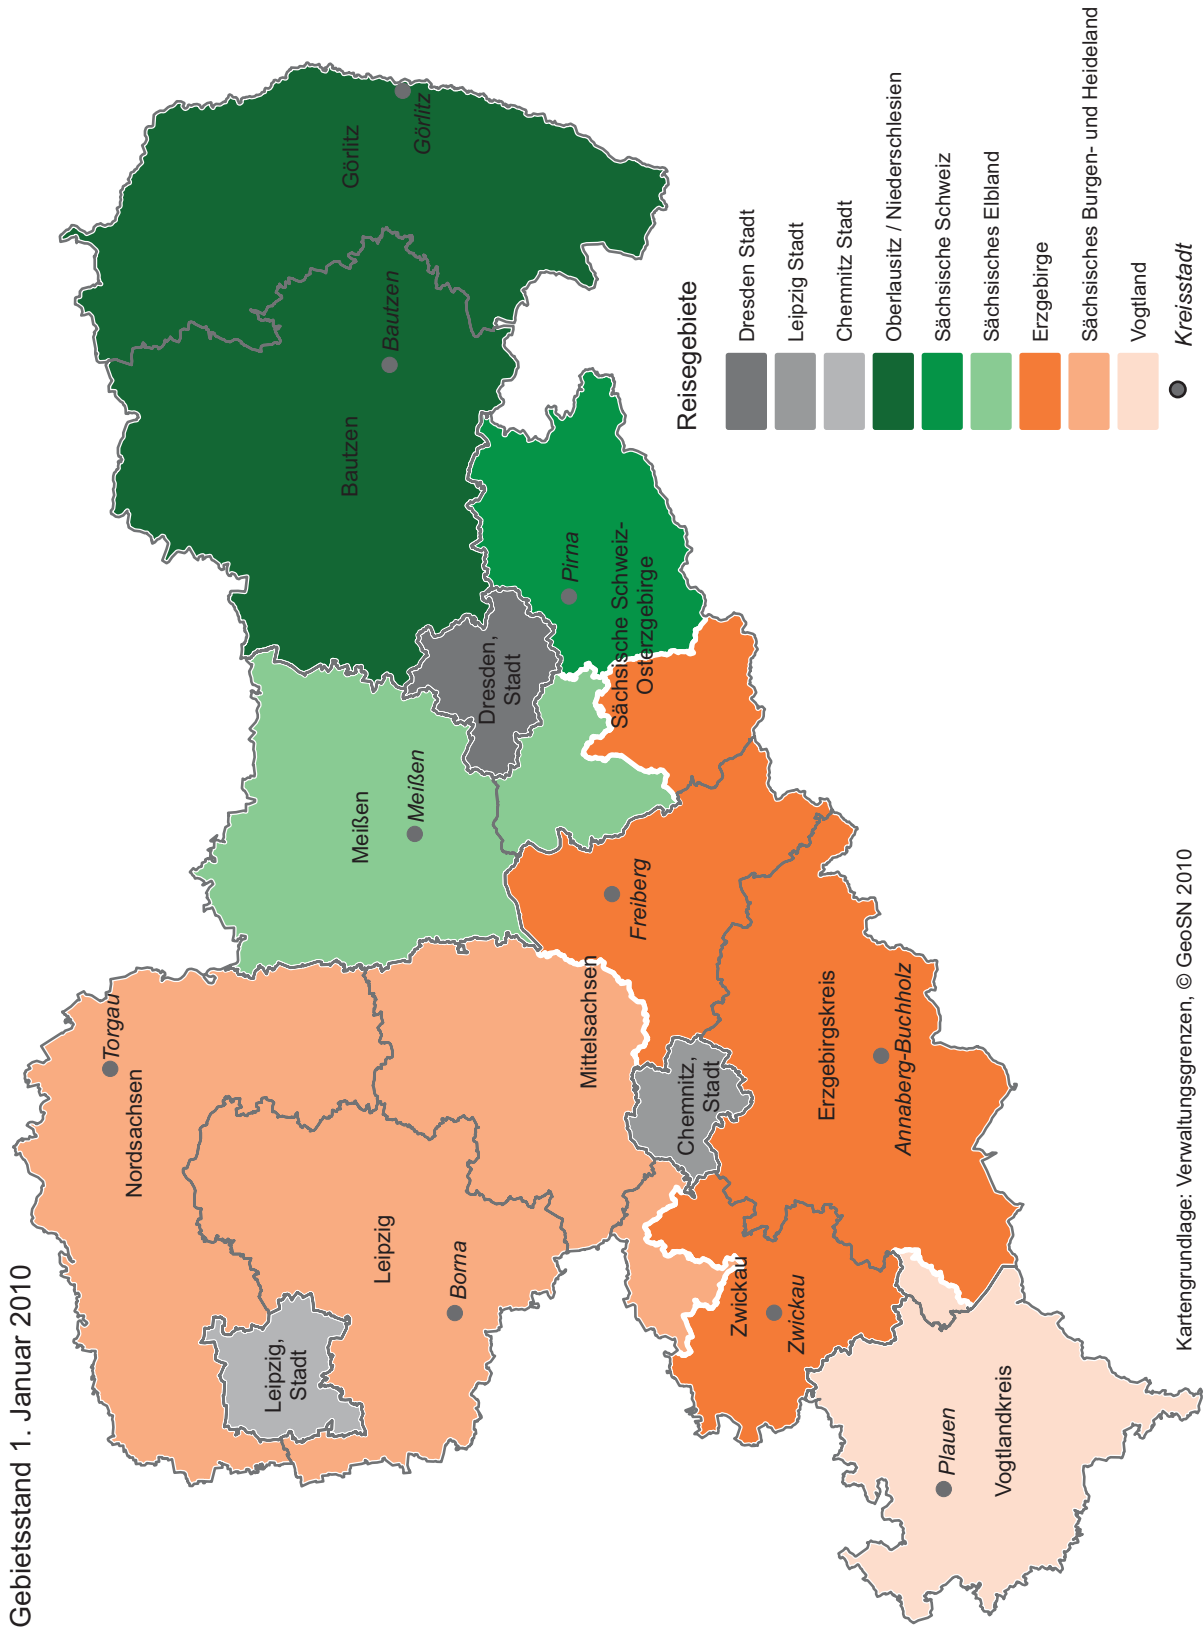 Gebietsstand 1. Januar 2010
Nordsachsen
Torgau
Leipzig,
Stadt
Leipzig
Borna
Meißen
Meißen
Bautzen
Bautzen
Görlitz
Görlitz
Dresden,
Stadt
Mittelsachsen
Freiberg
Sächsische Schweiz-
Osterzgebirge
Pirna
Chemnitz,
Stadt
Zwickau
Zwickau
Erzgebirgskreis
Annaberg-Buchholz
Plauen
Vogtlandkreis
Reisegebiete
Dresden Stadt
Leipzig Stadt
Chemnitz Stadt
Oberlausitz / Niederschlesien
Sächsische Schweiz
Sächsisches Elbland
Erzgebirge
Sächsisches Burgen- und Heideland
Vogtland
Kreisstadt
Kartengrundlage: Verwaltungsgrenzen, © GeoSN 2010